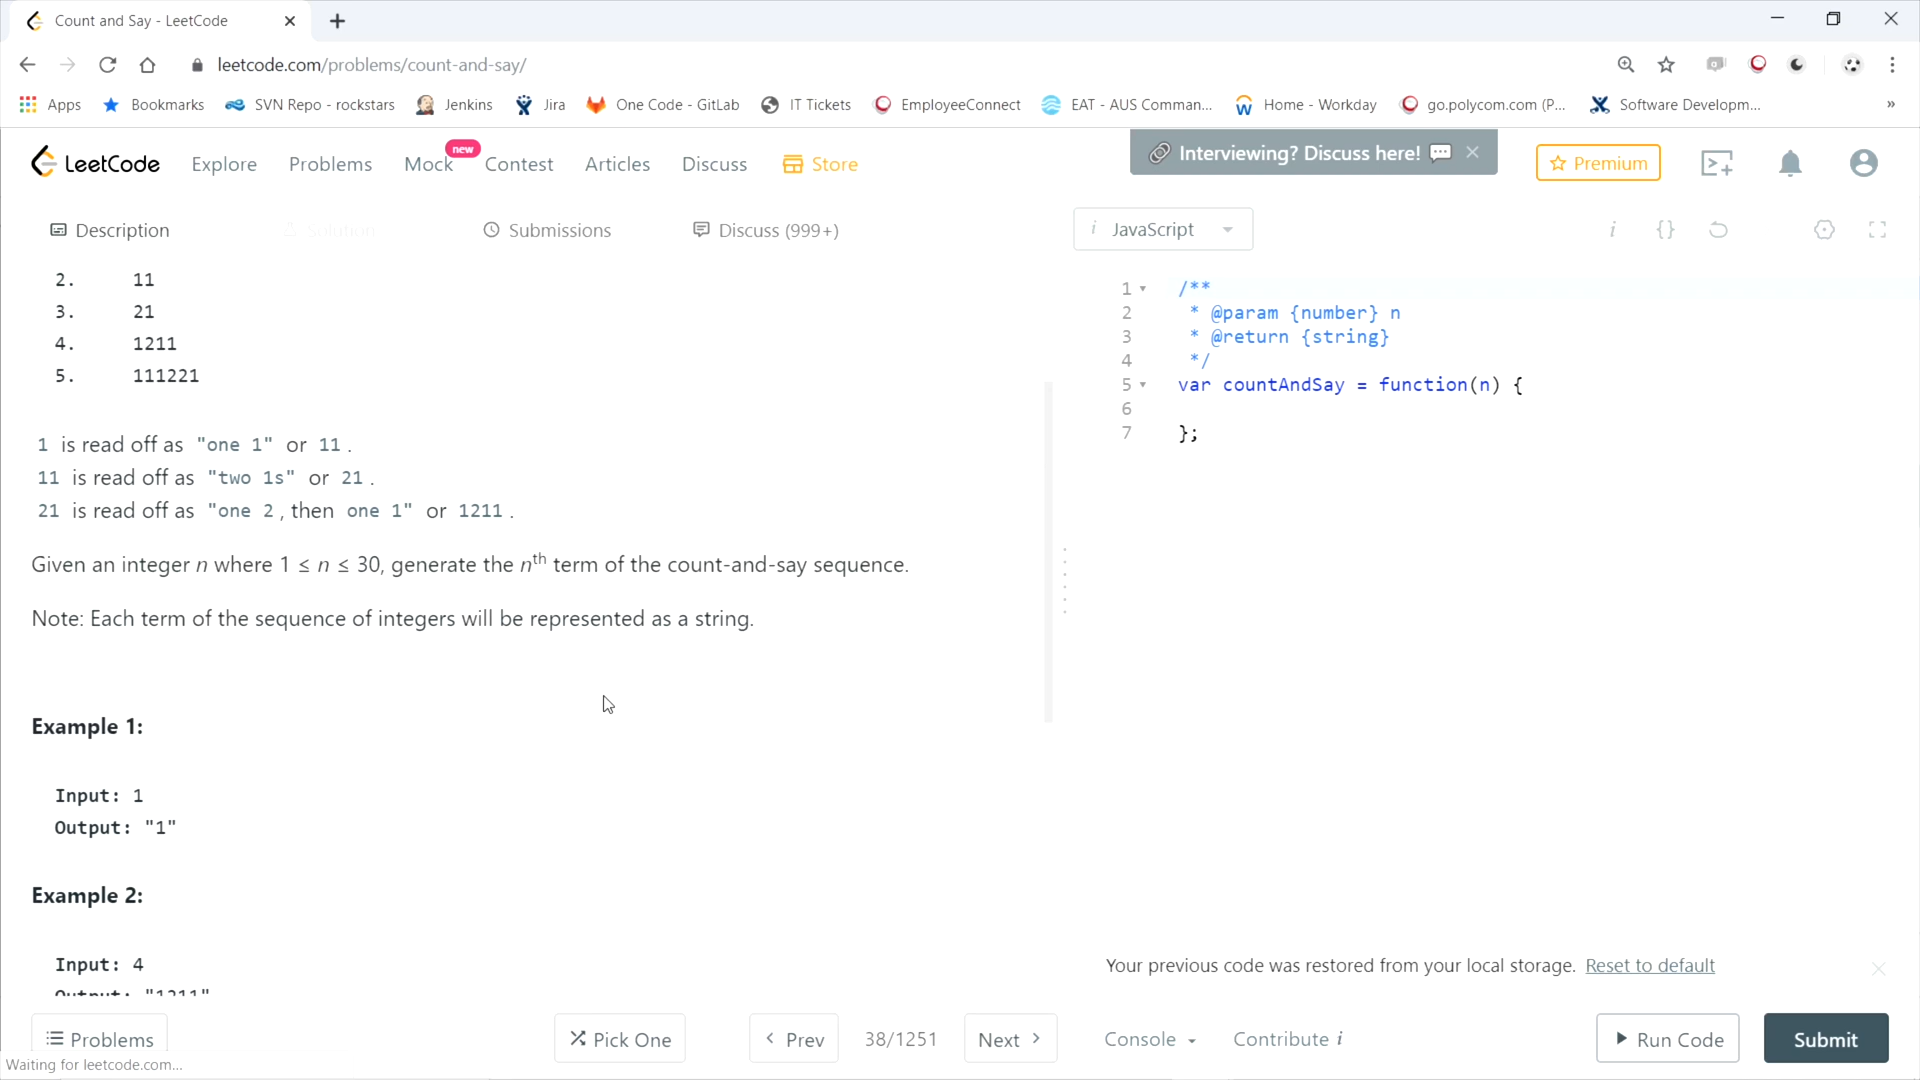 Count and Say - LeetCode
leetcode.com/problems/count-and-say/
Apps Bookmarks SVN Repo - rockstars Jenkins Jira One Code - GitLab IT Tickets EmployeeConnect EAT - AUS Comman... Home - Workday go.polycom.com (P... Software Developm... »
LeetCode Explore Problems Mock new Contest Articles Discuss Store Interviewing? Discuss here! Premium
Description Solution Submissions Discuss (999+)
i JavaScript i {}
2. 11
3. 21
4. 1211
5. 111221
1 is read off as "one 1" or 11.
11 is read off as "two 1s" or 21.
21 is read off as "one 2, then one 1" or 1211.
Given an integer n where 1 ≤ n ≤ 30, generate the nth term of the count-and-say sequence.
Note: Each term of the sequence of integers will be represented as a string.
Example 1:
Input: 1
Output: "1"
Example 2:
Input: 4
Output: "1211"
1 /**
2 * @param {number} n
3 * @return {string}
4 */
5 var countAndSay = function(n) {
6
7 };
Your previous code was restored from your local storage. Reset to default
Problems Pick One Prev 38/1251 Next Console Contribute i Run Code Submit
Waiting for leetcode.com...